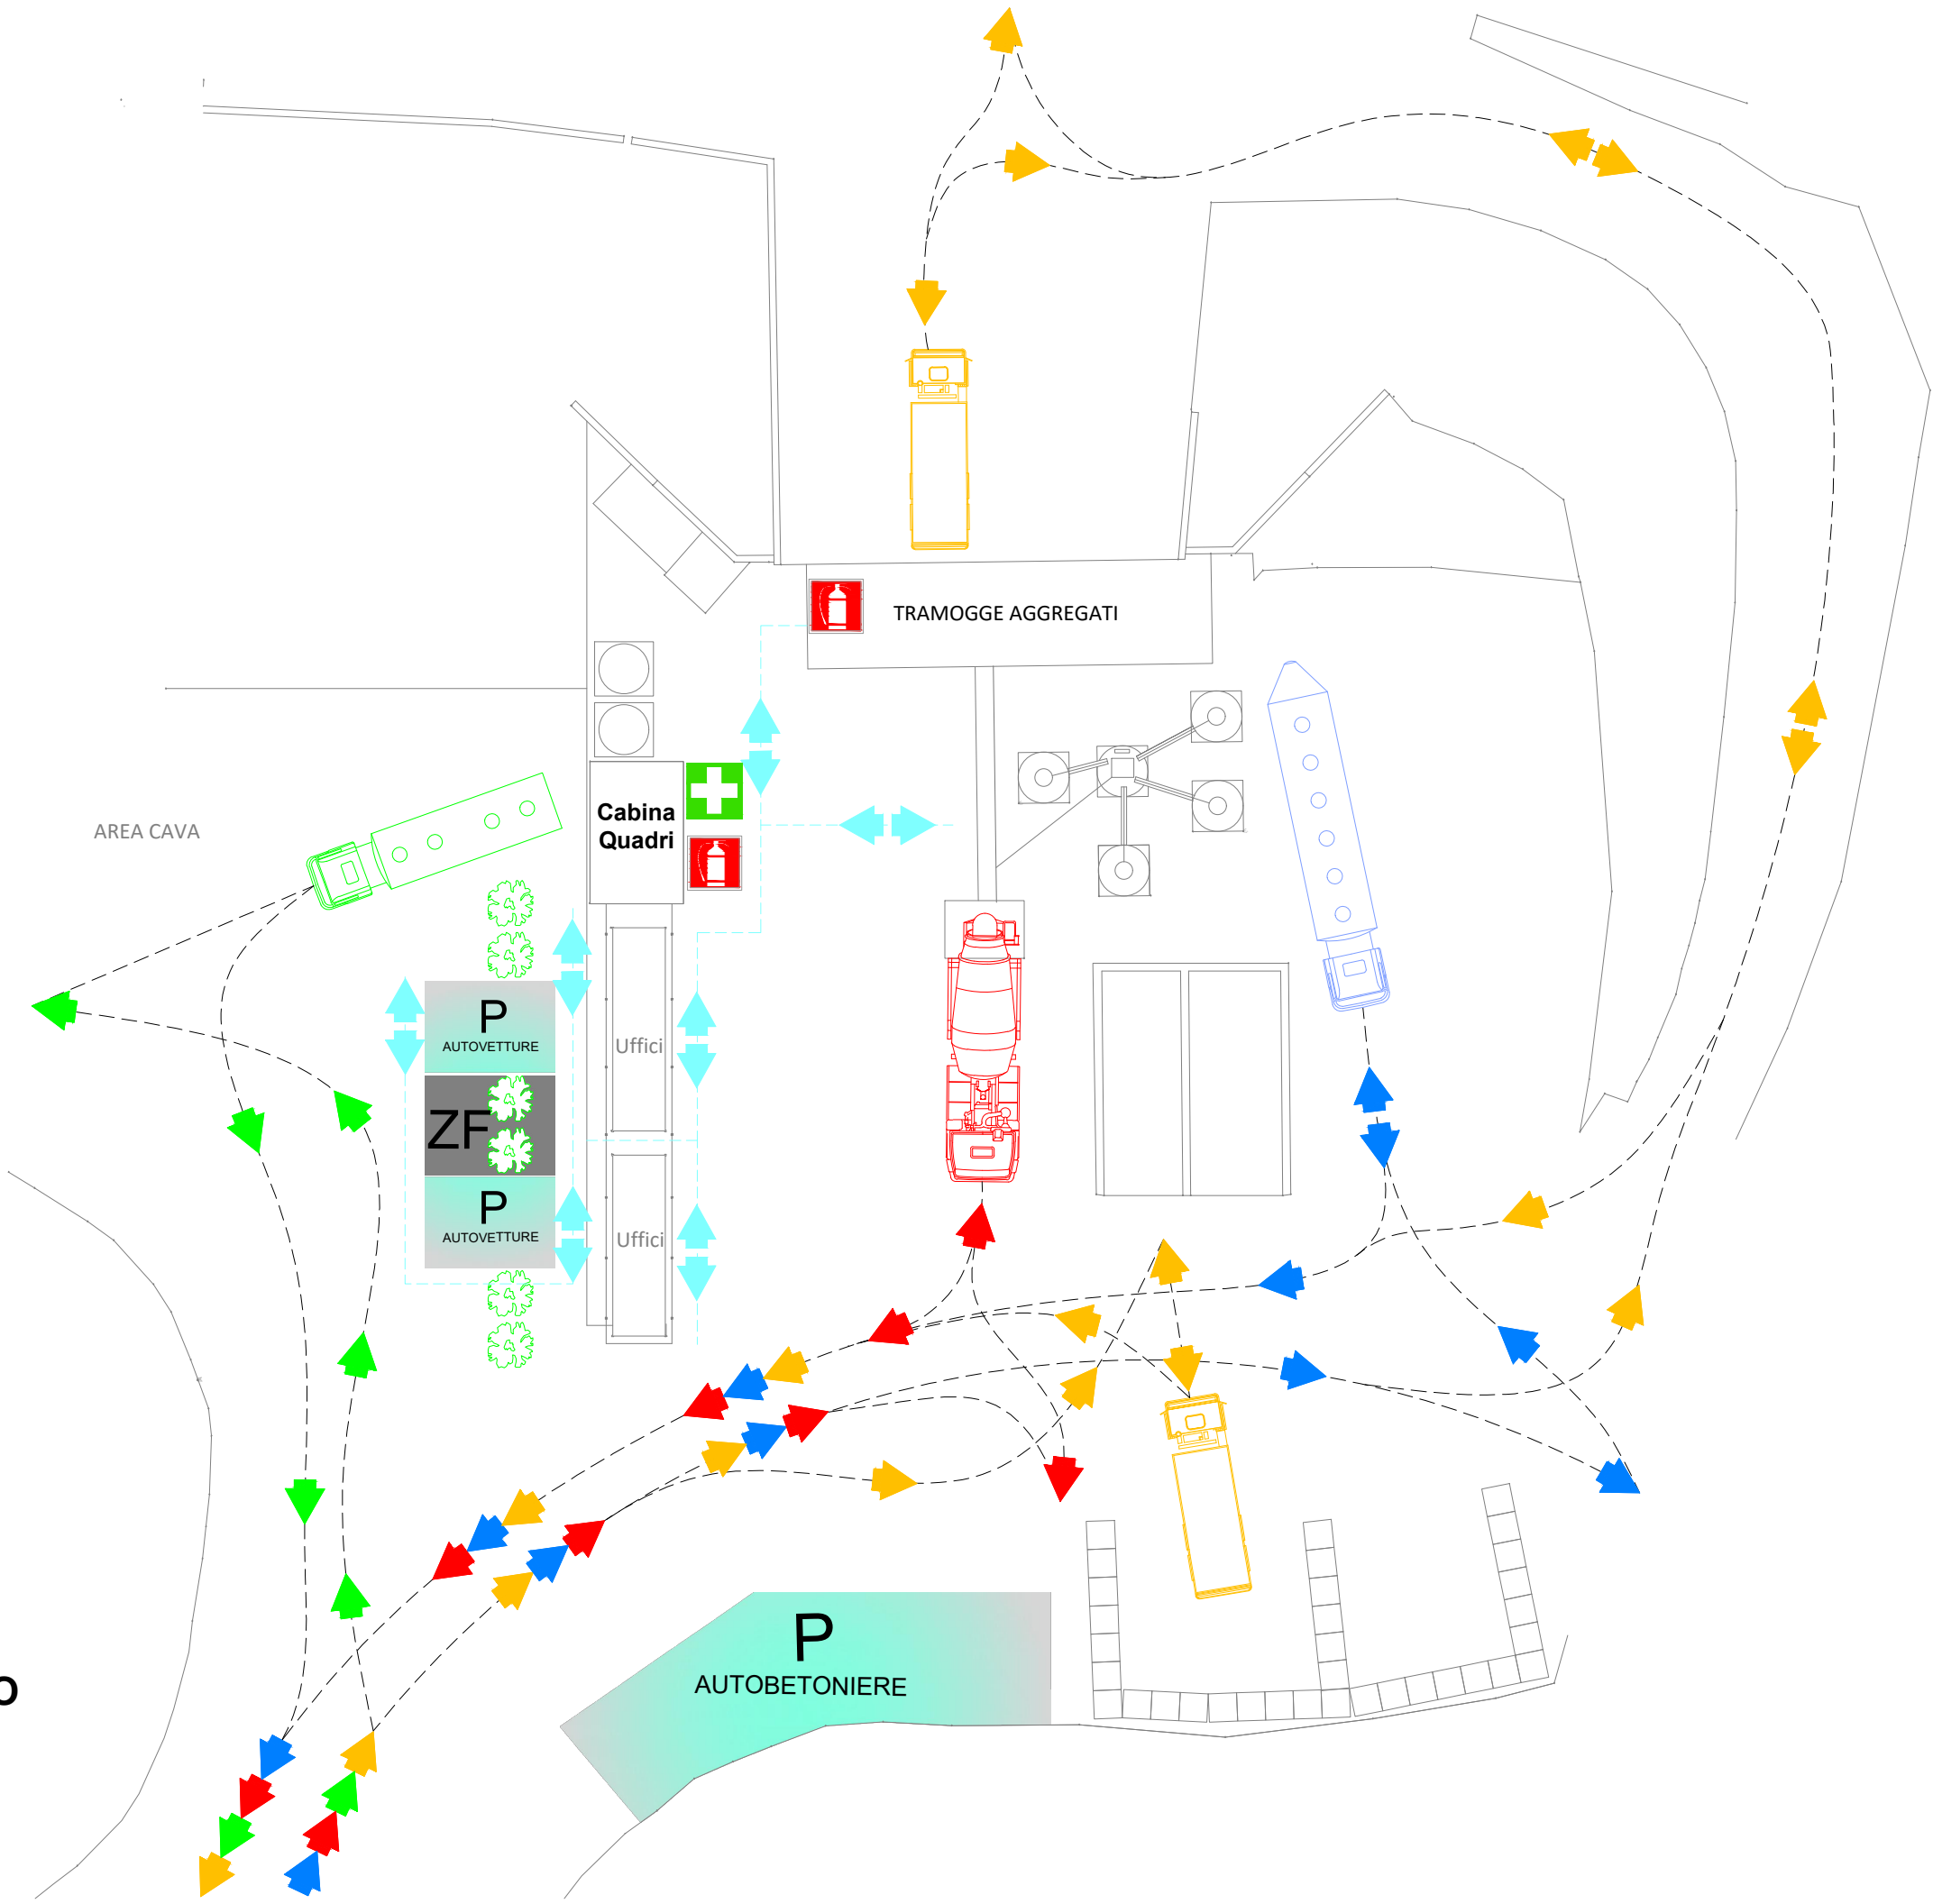 TRAMOGGE AGGREGATI
Cabina
Quadri
AREA CAVA
P
AUTOVETTURE
Uffici
ZF
P
AUTOVETTURE
Uffici
P
AUTOBETONIERE
o